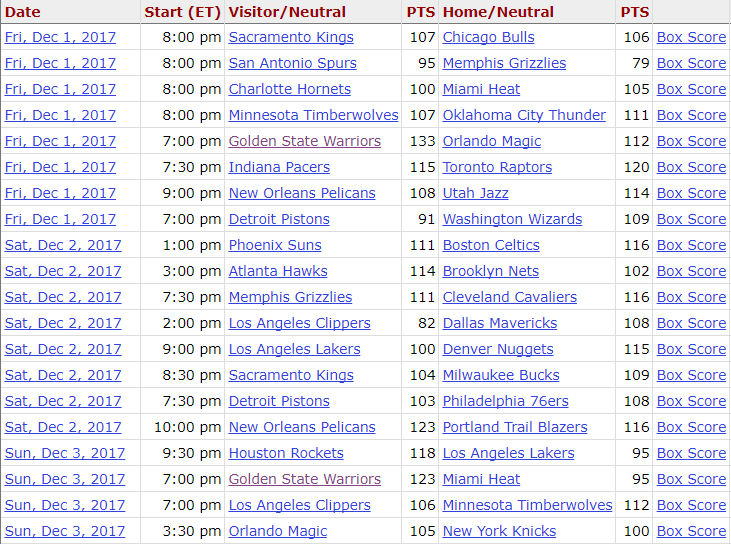 Date Start (ET) Visitor/Neutral PTS Home/Neutral PTS
Fri, Dec 1, 2017 8:00 pm Sacramento Kings 107 Chicago Bulls 106 Box Score
Fri, Dec 1, 2017 8:00 pm San Antonio Spurs 95 Memphis Grizzlies 79 Box Score
Fri, Dec 1, 2017 8:00 pm Charlotte Hornets 100 Miami Heat 105 Box Score
Fri, Dec 1, 2017 8:00 pm Minnesota Timberwolves 107 Oklahoma City Thunder 111 Box Score
Fri, Dec 1, 2017 7:00 pm Golden State Warriors 133 Orlando Magic 112 Box Score
Fri, Dec 1, 2017 7:30 pm Indiana Pacers 115 Toronto Raptors 120 Box Score
Fri, Dec 1, 2017 9:00 pm New Orleans Pelicans 108 Utah Jazz 114 Box Score
Fri, Dec 1, 2017 7:00 pm Detroit Pistons 91 Washington Wizards 109 Box Score
Sat, Dec 2, 2017 1:00 pm Phoenix Suns 111 Boston Celtics 116 Box Score
Sat, Dec 2, 2017 3:00 pm Atlanta Hawks 114 Brooklyn Nets 102 Box Score
Sat, Dec 2, 2017 7:30 pm Memphis Grizzlies 111 Cleveland Cavaliers 116 Box Score
Sat, Dec 2, 2017 2:00 pm Los Angeles Clippers 82 Dallas Mavericks 108 Box Score
Sat, Dec 2, 2017 9:00 pm Los Angeles Lakers 100 Denver Nuggets 115 Box Score
Sat, Dec 2, 2017 8:30 pm Sacramento Kings 104 Milwaukee Bucks 109 Box Score
Sat, Dec 2, 2017 7:30 pm Detroit Pistons 103 Philadelphia 76ers 108 Box Score
Sat, Dec 2, 2017 10:00 pm New Orleans Pelicans 123 Portland Trail Blazers 116 Box Score
Sun, Dec 3, 2017 9:30 pm Houston Rockets 118 Los Angeles Lakers 95 Box Score
Sun, Dec 3, 2017 7:00 pm Golden State Warriors 123 Miami Heat 95 Box Score
Sun, Dec 3, 2017 7:00 pm Los Angeles Clippers 106 Minnesota Timberwolves 112 Box Score
Sun, Dec 3, 2017 3:30 pm Orlando Magic 105 New York Knicks 100 Box Score